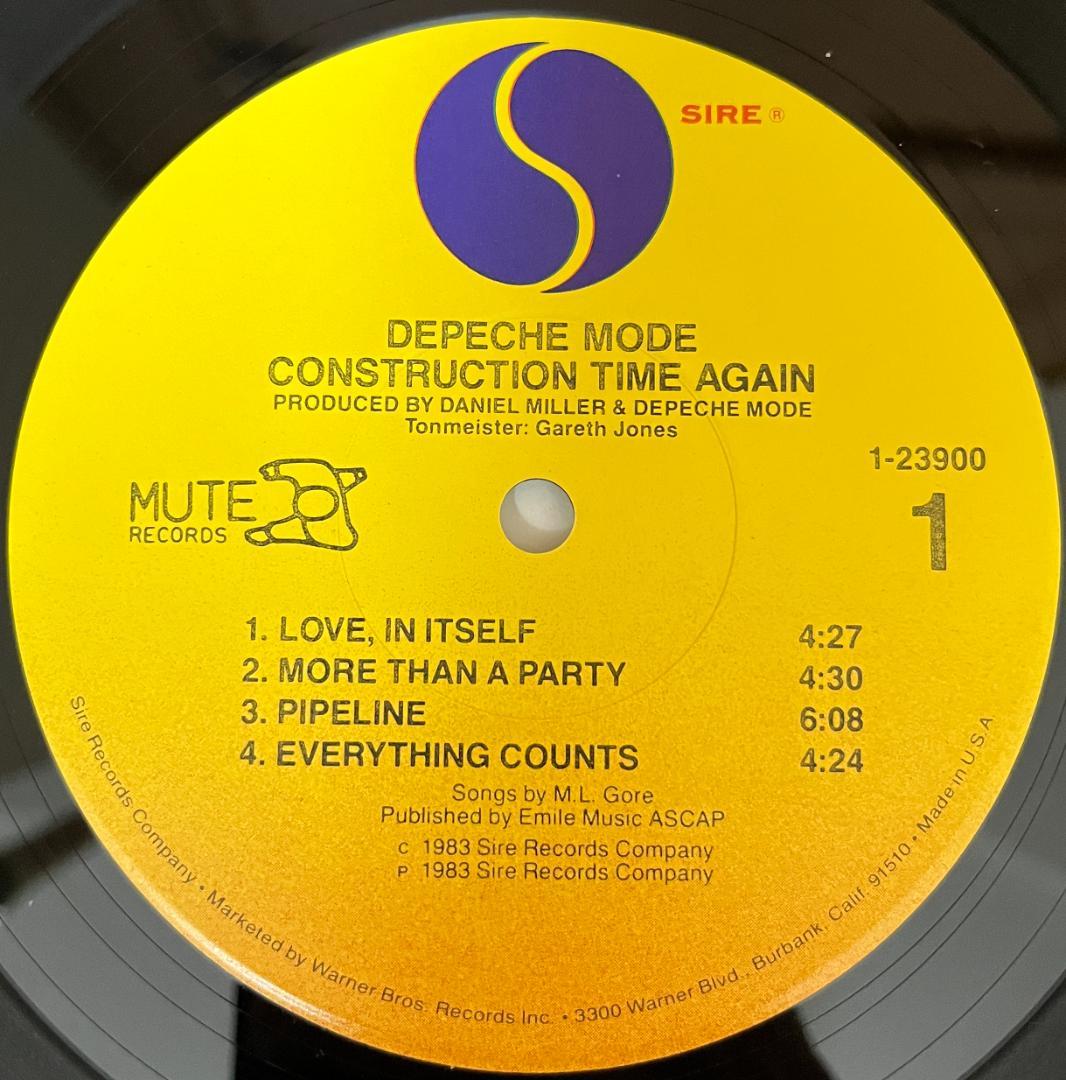 SIRE ®
DEPECHE MODE
CONSTRUCTION TIME AGAIN
PRODUCED BY DANIEL MILLER & DEPECHE MODE
Tonmeister: Gareth Jones
1-23900
MUTE
RECORDS
1
1. LOVE, IN ITSELF 4:27
2. MORE THAN A PARTY 4:30
3. PIPELINE 6:08
4. EVERYTHING COUNTS 4:24
Songs by M.L. Gore
Published by Emile Music ASCAP
C 1983 Sire Records Company
P 1983 Sire Records Company
Sire Records Company • Marketed by Warner Bros. Records Inc. • 3300 Warner Blvd., Burbank, Calif. 91510 • Made in U.S.A